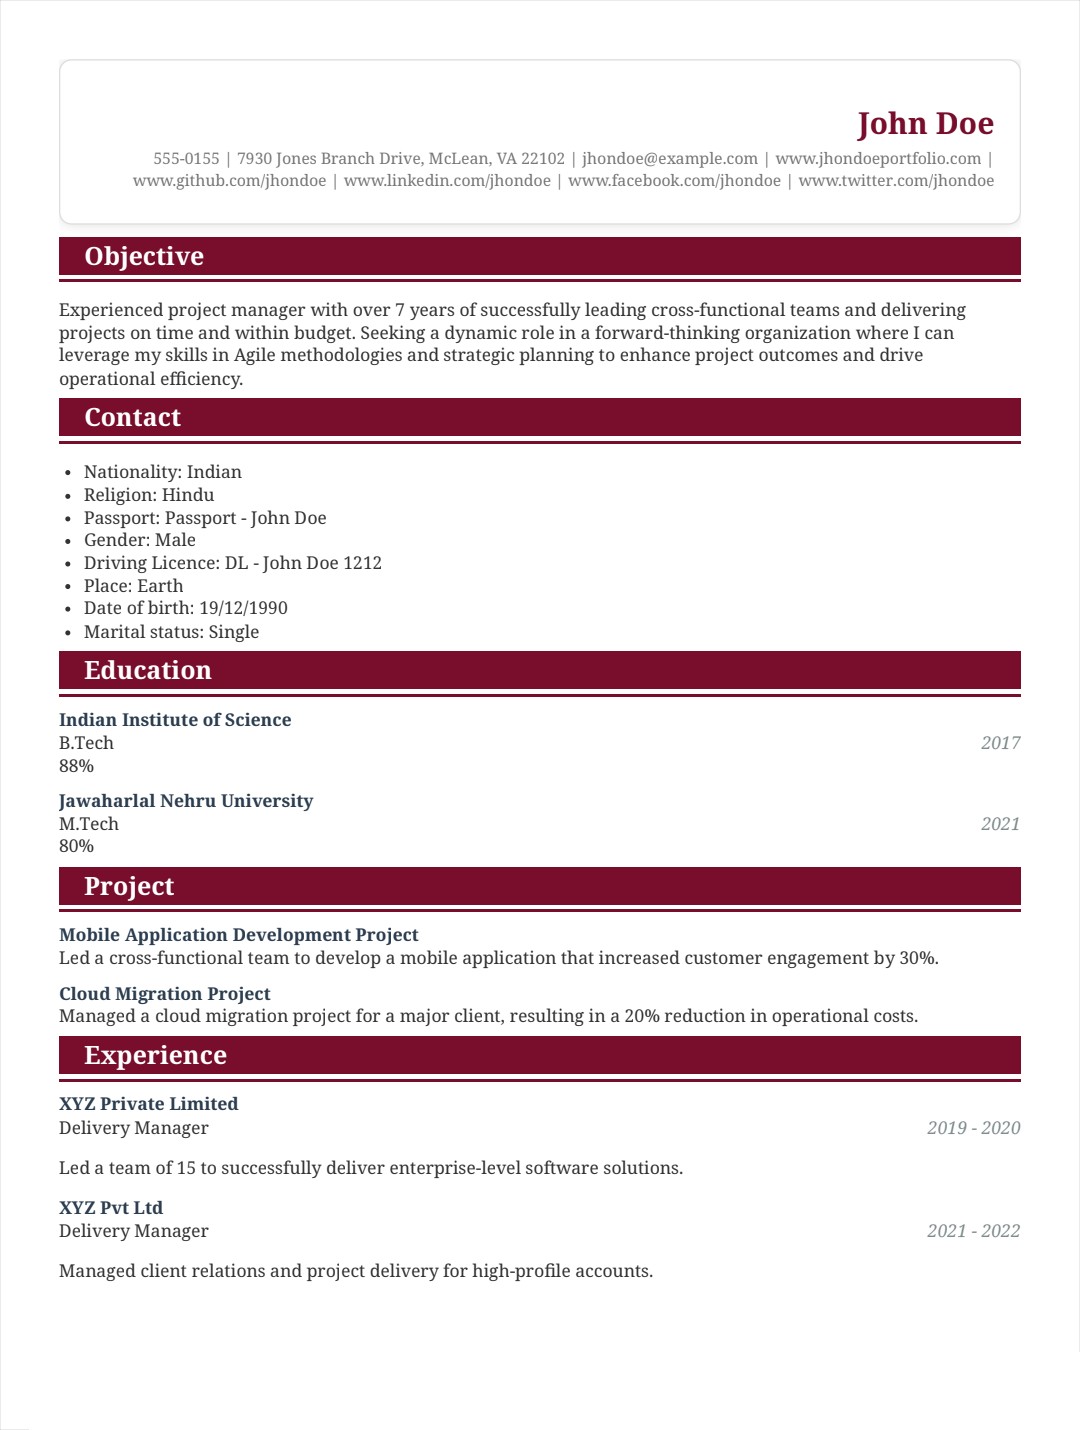 John Doe
555-0155 | 7930 Jones Branch Drive, McLean, VA 22102 | jhondoe@example.com | www.jhondoeportfolio.com |
www.github.com/jhondoe | www.linkedin.com/jhondoe | www.facebook.com/jhondoe | www.twitter.com/jhondoe
Objective
Experienced project manager with over 7 years of successfully leading cross-functional teams and delivering
projects on time and within budget. Seeking a dynamic role in a forward-thinking organization where I can
leverage my skills in Agile methodologies and strategic planning to enhance project outcomes and drive
operational efficiency.
Contact
• Nationality: Indian
• Religion: Hindu
• Passport: Passport - John Doe
• Gender: Male
• Driving Licence: DL - John Doe 1212
• Place: Earth
• Date of birth: 19/12/1990
• Marital status: Single
Education
Indian Institute of Science
B.Tech 2017
88%
Jawaharlal Nehru University
M.Tech 2021
80%
Project
Mobile Application Development Project
Led a cross-functional team to develop a mobile application that increased customer engagement by 30%.
Cloud Migration Project
Managed a cloud migration project for a major client, resulting in a 20% reduction in operational costs.
Experience
XYZ Private Limited
Delivery Manager 2019 - 2020
Led a team of 15 to successfully deliver enterprise-level software solutions.
XYZ Pvt Ltd
Delivery Manager 2021 - 2022
Managed client relations and project delivery for high-profile accounts.